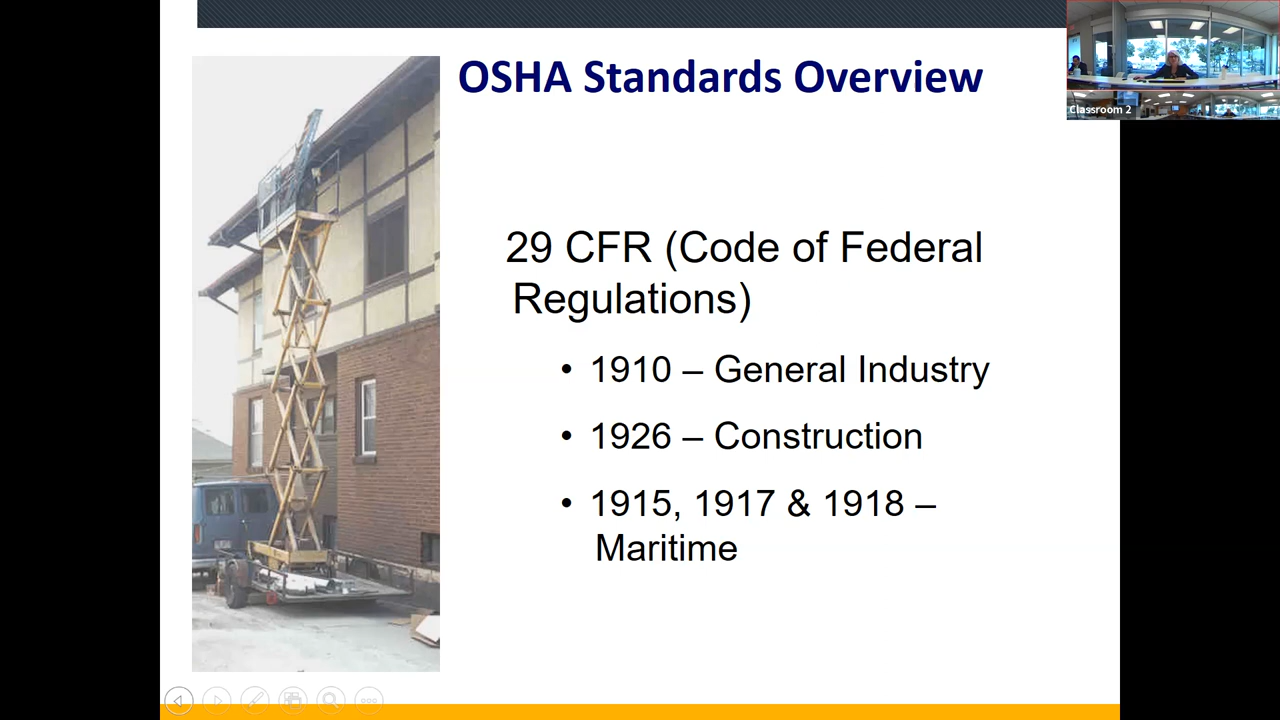 OSHA Standards Overview
Classroom 2
29 CFR (Code of Federal
Regulations)
• 1910 – General Industry
• 1926 – Construction
• 1915, 1917 & 1918 –
Maritime